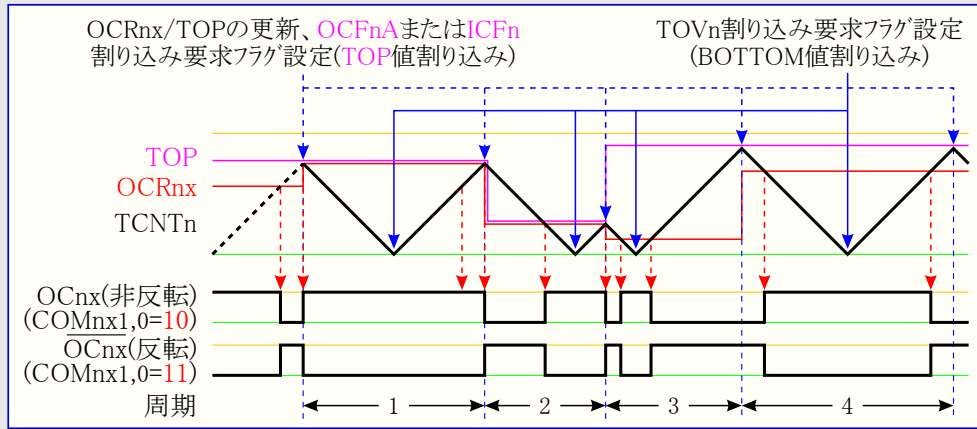 OCRnx/TOPの更新、OCFnAまたはICFn
割り込み要求フラグ設定(TOP値割り込み)
TOVn割り込み要求フラグ設定
(BOTTOM値割り込み)
TOP
OCRnx
TCNTn
OCnx(非反転)
(COMnx1,0=10)
OCnx(反転)
(COMnx1,0=11)
周期
1
2
3
4